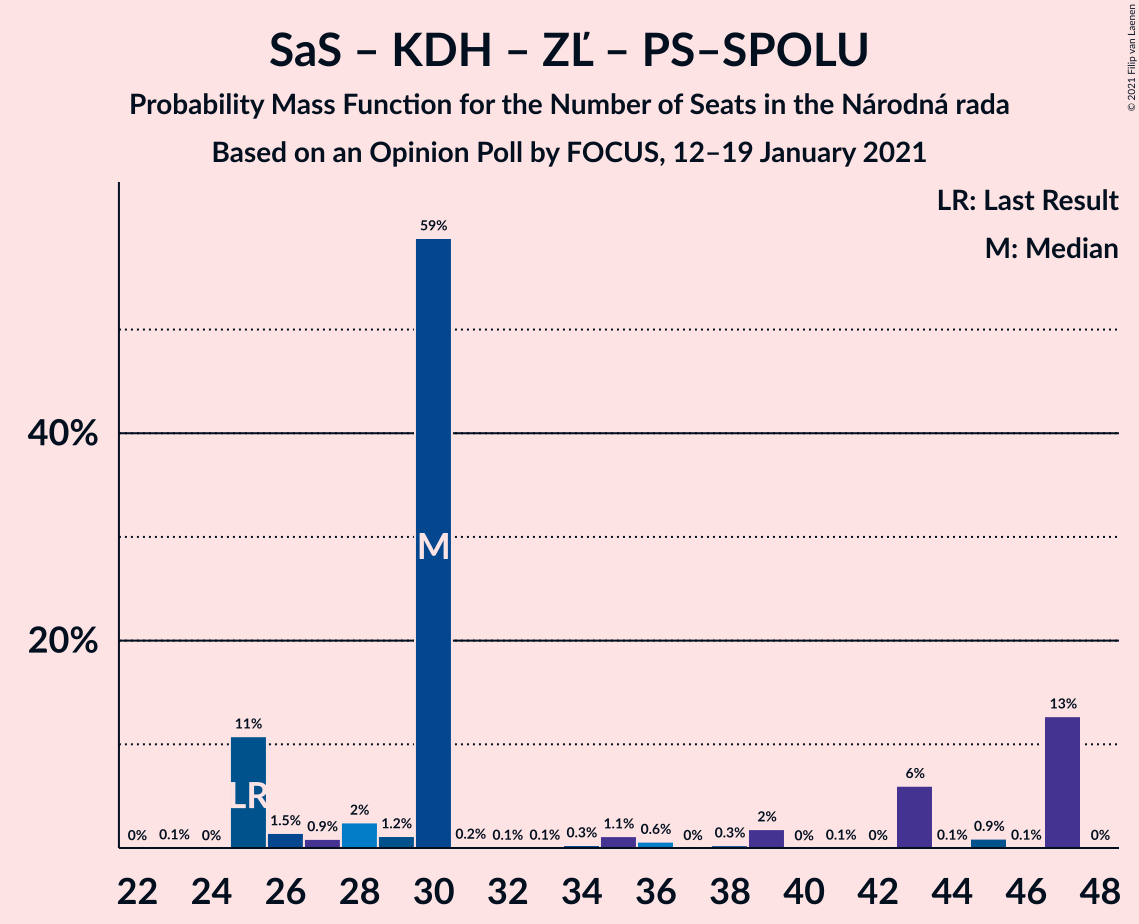 SaS – KDH – ZĽ – PS–SPOLU
Probability Mass Function for the Number of Seats in the Národná rada
Based on an Opinion Poll by FOCUS, 12–19 January 2021
© 2021 Filip van Laenen
LR: Last Result
M: Median
40%
20%
0% 0.1% 0% 11% 1.5% 0.9% 2% 1.2% 59% 0.2% 0.1% 0.1% 0.3% 1.1% 0.6% 0% 0.3% 2% 0% 0.1% 0% 6% 0.1% 0.9% 0.1% 13% 0%
LR
M
22 24 26 28 30 32 34 36 38 40 42 44 46 48